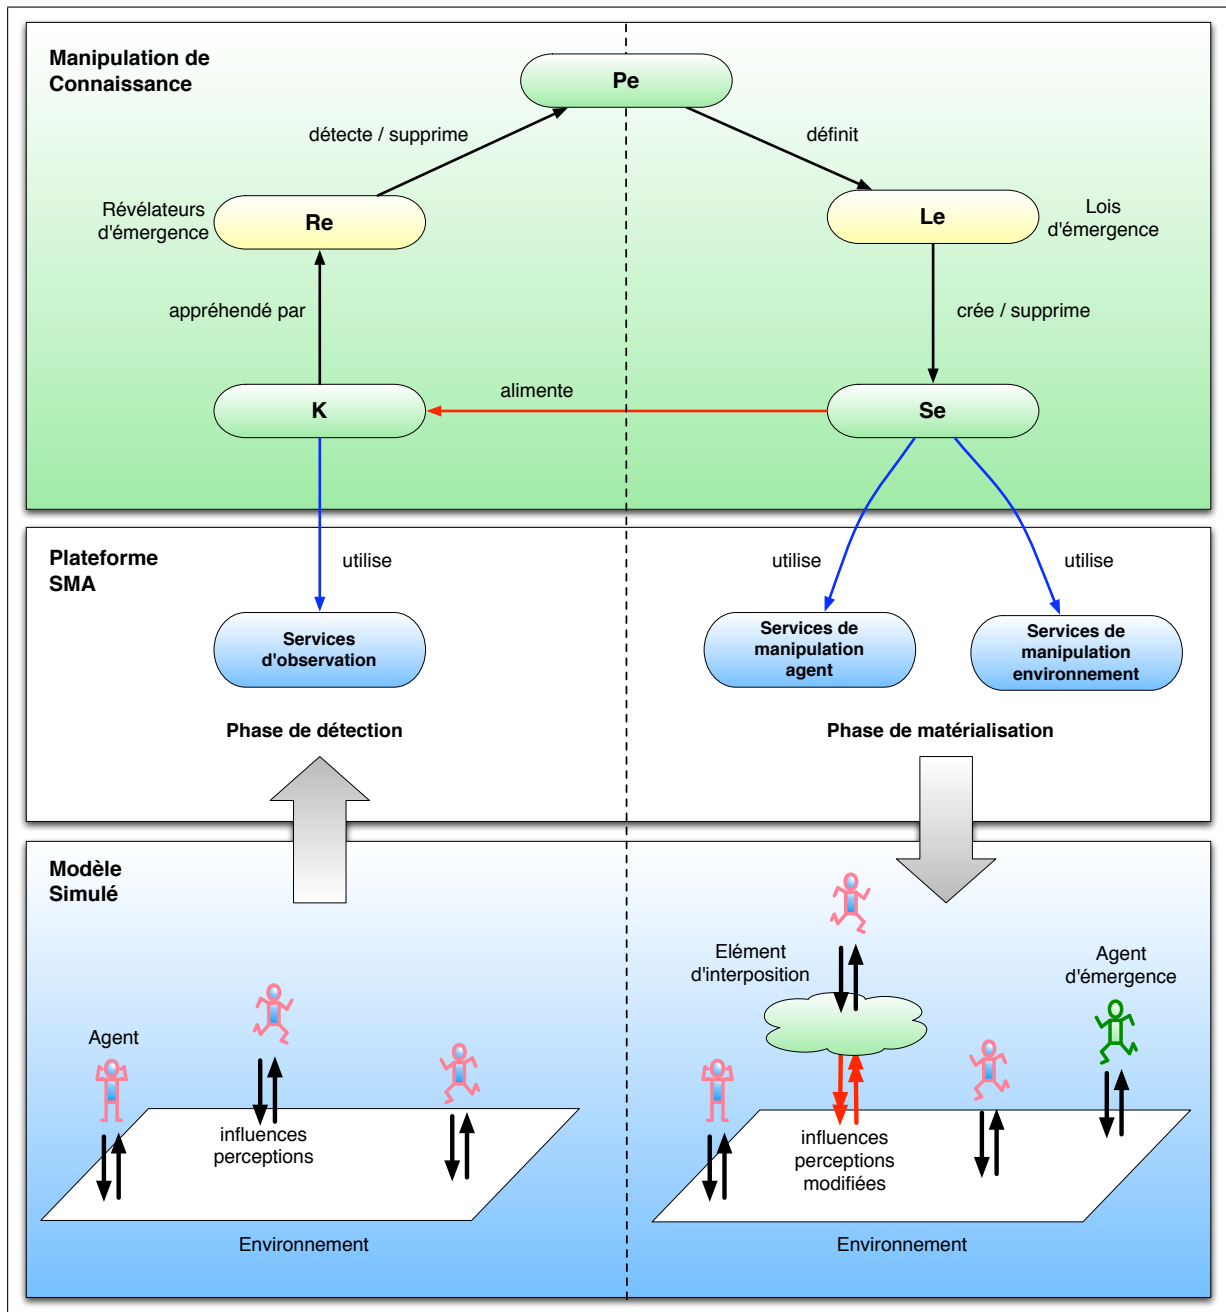 Manipulation de
Connaissance
Pe
détecte / supprime
définit
Révélateurs
d'émergence
Re
Le
Lois
d'émergence
appréhendé par
crée / supprime
alimente
K
Se
Plateforme
SMA
utilise
utilise
utilise
Services
d'observation
Services de
manipulation
agent
Services de
manipulation
environnement
Phase de détection
Phase de matérialisation
Modèle
Simulé
Elément
d'interposition
Agent
d'émergence
Agent
influences
perceptions
influences
perceptions
modifiées
Environnement
Environnement